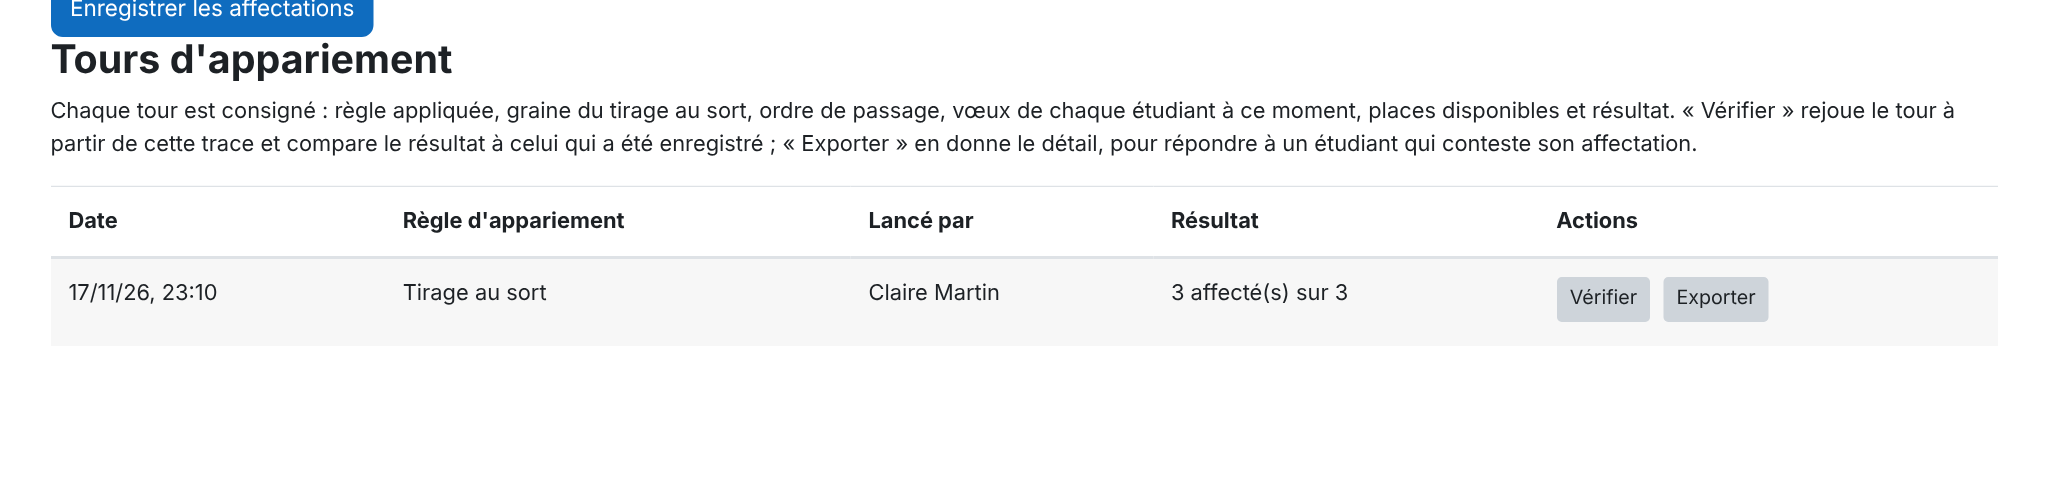 Enregistrer les affectations
Tours d'appariement
Chaque tour est consigné : règle appliquée, graine du tirage au sort, ordre de passage, vœux de chaque étudiant à ce moment, places disponibles et résultat. « Vérifier » rejoue le tour à
partir de cette trace et compare le résultat à celui qui a été enregistré ; « Exporter » en donne le détail, pour répondre à un étudiant qui conteste son affectation.
Date Règle d'appariement Lancé par Résultat Actions
17/11/26, 23:10 Tirage au sort Claire Martin 3 affecté(s) sur 3 Vérifier Exporter